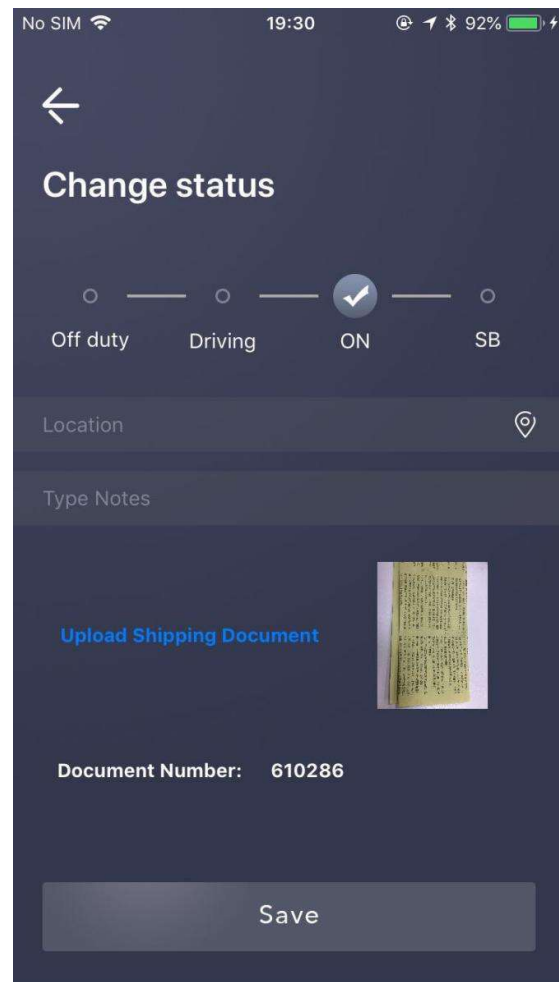 No SIM 19:30 92%
Change status
Off duty Driving ON SB
Location
Type Notes
Upload Shipping Document
Document Number: 610286
Save